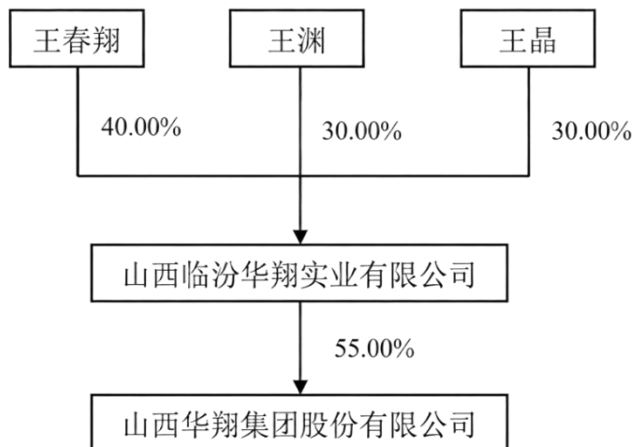 王春翔
王渊
王晶
40.00%
30.00%
30.00%
山西临汾华翔实业有限公司
55.00%
山西华翔集团股份有限公司